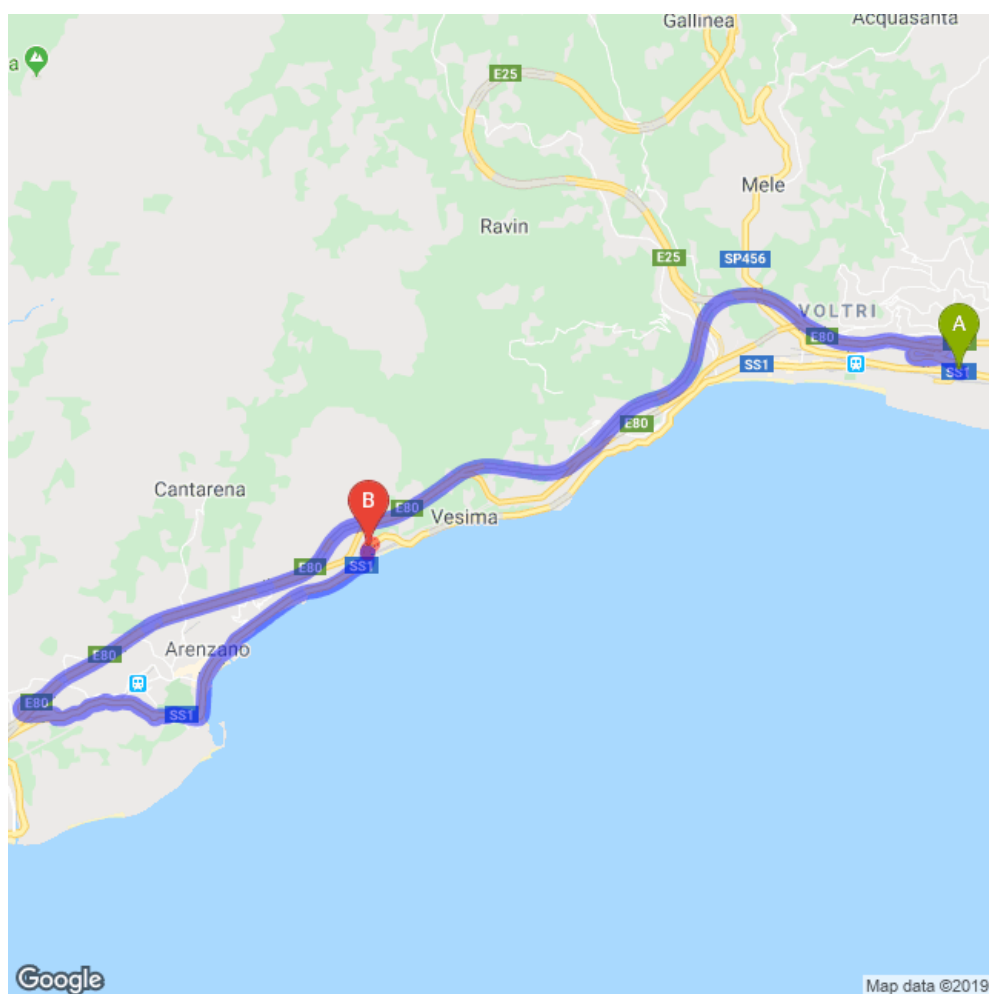 Gallinea
Acquasanta
a
E25
Mele
Ravin
E25
SP456
VOLTRI
A
E80
SS1
SS1
E80
Cantarena
B
E80
Vesima
E80
SS1
Arenzano
E80
E80
SS1
Google
Map data ©2019